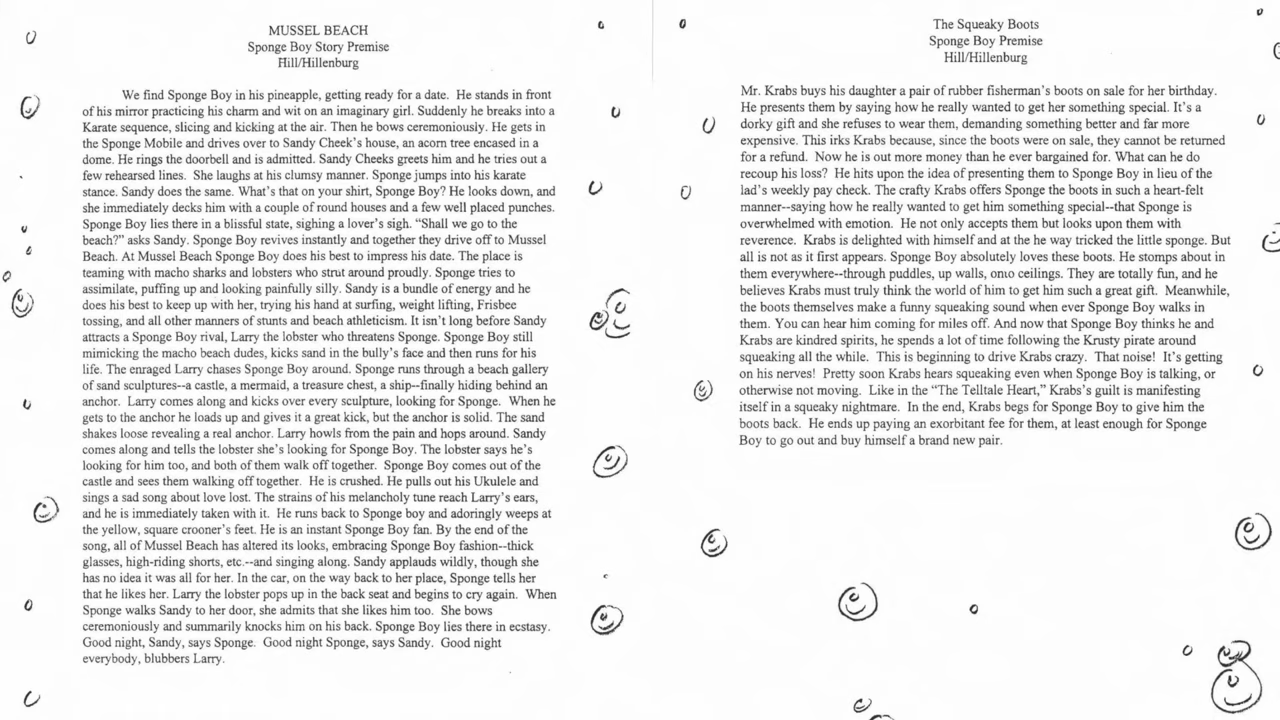 MUSSEL BEACH
Sponge Boy Story Premise
Hill/Hillenburg
We find Sponge Boy in his pineapple, getting ready for a date. He stands in front
of his mirror practicing his charm and wit on an imaginary girl. Suddenly he breaks into a
Karate sequence, slicing and kicking at the air. Then he bows ceremoniously. He gets in
the Sponge Mobile and drives over to Sandy Cheek's house, an acorn tree encased in a
dome. He rings the doorbell and is admitted. Sandy Cheeks greets him and he tries out a
few rehearsed lines. She laughs at his clumsy manner. Sponge jumps into his karate
stance. Sandy does the same. What's that on your shirt, Sponge Boy? He looks down, and
she immediately decks him with a couple of round houses and a few well placed punches.
Sponge Boy lies there in a blissful state, sighing a lover's sigh. "Shall we go to the
beach?" asks Sandy. Sponge Boy revives instantly and together they drive off to Mussel
Beach. At Mussel Beach Sponge Boy does his best to impress his date. The place is
teaming with macho sharks and lobsters who strut around proudly. Sponge tries to
assimilate, puffing up and looking painfully silly. Sandy is a bundle of energy and he
does his best to keep up with her, trying his hand at surfing, weight lifting, Frisbee
tossing, and all other manners of stunts and beach athleticism. It isn't long before Sandy
attracts a Sponge Boy rival, Larry the lobster who threatens Sponge. Sponge Boy still
mimicking the macho beach dudes, kicks sand in the bully's face and then runs for his
life. The enraged Larry chases Sponge Boy around. Sponge runs through a beach gallery
of sand sculptures--a castle, a mermaid, a treasure chest, a ship--finally hiding behind an
anchor. Larry comes along and kicks over every sculpture, looking for Sponge. When he
gets to the anchor he loads up and gives it a great kick, but the anchor is solid. The sand
shakes loose revealing a real anchor. Larry howls from the pain and hops around. Sandy
comes along and tells the lobster she's looking for Sponge Boy. The lobster says he's
looking for him too, and both of them walk off together. Sponge Boy comes out of the
castle and sees them walking off together. He is crushed. He pulls out his Ukulele and
sings a sad song about love lost. The strains of his melancholy tune reach Larry's ears,
and he is immediately taken with it. He runs back to Sponge boy and adoringly weeps at
the yellow, square crooner's feet. He is an instant Sponge Boy fan. By the end of the
song, all of Mussel Beach has altered its looks, embracing Sponge Boy fashion--thick
glasses, high-riding shorts, etc.--and singing along. Sandy applauds wildly, though she
has no idea it was all for her. In the car, on the way back to her place, Sponge tells her
that he likes her. Larry the lobster pops up in the back seat and begins to cry again. When
Sponge walks Sandy to her door, she admits that she likes him too. She bows
ceremoniously and summarily knocks him on his back. Sponge Boy lies there in ecstasy.
Good night, Sandy, says Sponge. Good night Sponge, says Sandy. Good night
everybody, blubbers Larry.
The Squeaky Boots
Sponge Boy Premise
Hill/Hillenburg
Mr. Krabs buys his daughter a pair of rubber fisherman's boots on sale for her birthday.
He presents them by saying how he really wanted to get her something special. It's a
dorky gift and she refuses to wear them, demanding something better and far more
expensive. This irks Krabs because, since the boots were on sale, they cannot be returned
for a refund. Now he is out more money than he ever bargained for. What can he do
recoup his loss? He hits upon the idea of presenting them to Sponge Boy in lieu of the
lad's weekly pay check. The crafty Krabs offers Sponge the boots in such a heart-felt
manner--saying how he really wanted to get him something special--that Sponge is
overwhelmed with emotion. He not only accepts them but looks upon them with
reverence. Krabs is delighted with himself and at the he way tricked the little sponge. But
all is not as it first appears. Sponge Boy absolutely loves these boots. He stomps about in
them everywhere--through puddles, up walls, onto ceilings. They are totally fun, and he
believes Krabs must truly think the world of him to get him such a great gift. Meanwhile,
the boots themselves make a funny squeaking sound when ever Sponge Boy walks in
them. You can hear him coming for miles off. And now that Sponge Boy thinks he and
Krabs are kindred spirits, he spends a lot of time following the Krusty pirate around
squeaking all the while. This is beginning to drive Krabs crazy. That noise! It's getting
on his nerves! Pretty soon Krabs hears squeaking even when Sponge Boy is talking, or
otherwise not moving. Like in the "The Telltale Heart," Krabs's guilt is manifesting
itself in a squeaky nightmare. In the end, Krabs begs for Sponge Boy to give him the
boots back. He ends up paying an exorbitant fee for them, at least enough for Sponge
Boy to go out and buy himself a brand new pair.